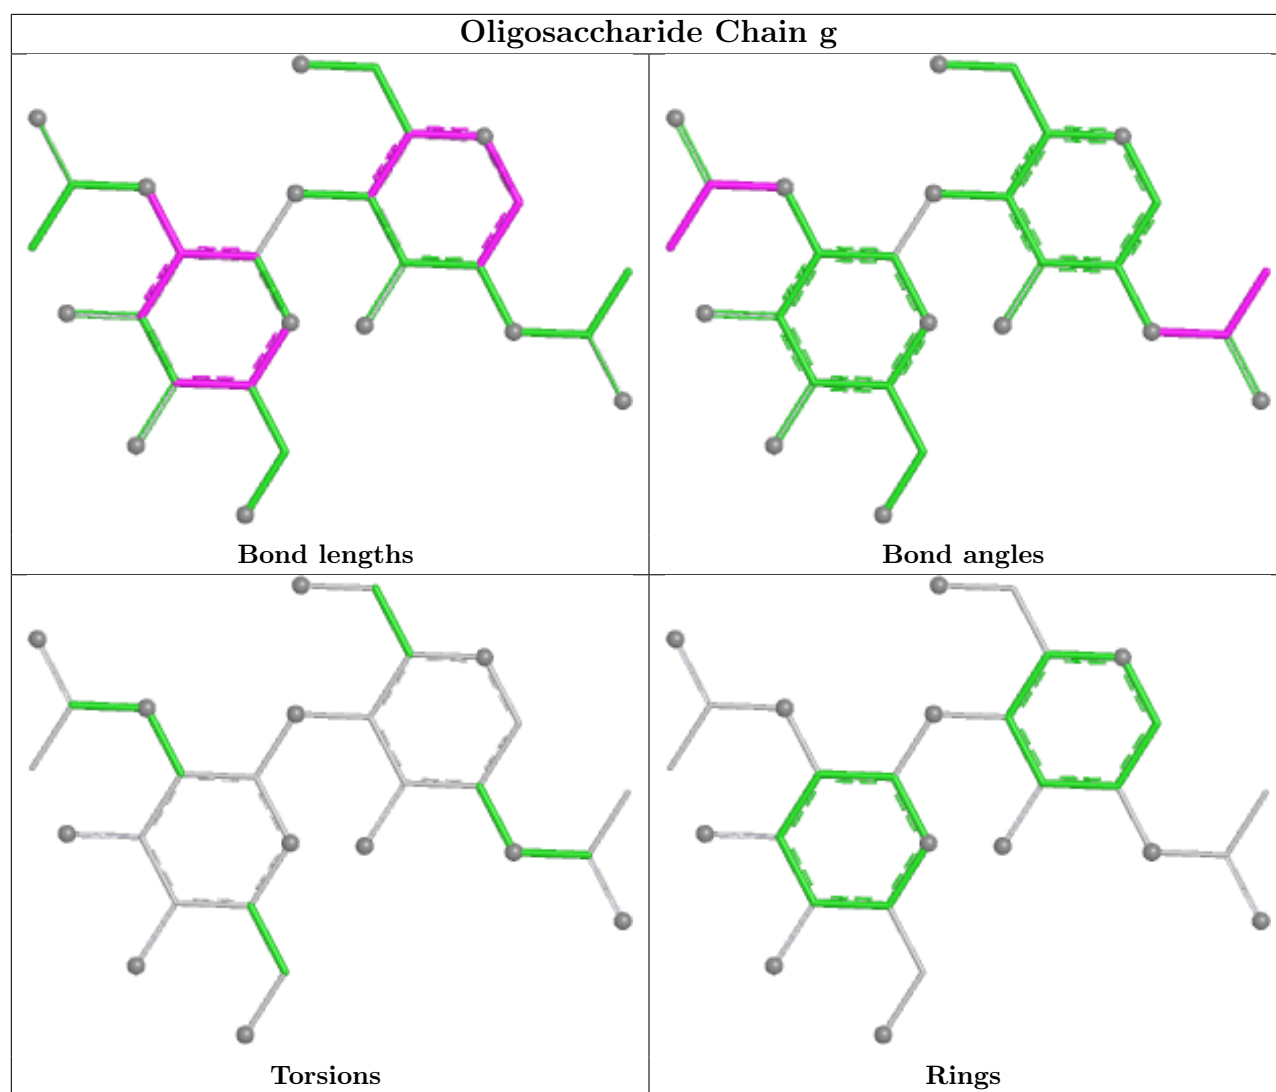 Oligosaccharide Chain g
Bond lengths
Bond angles
Torsions
Rings